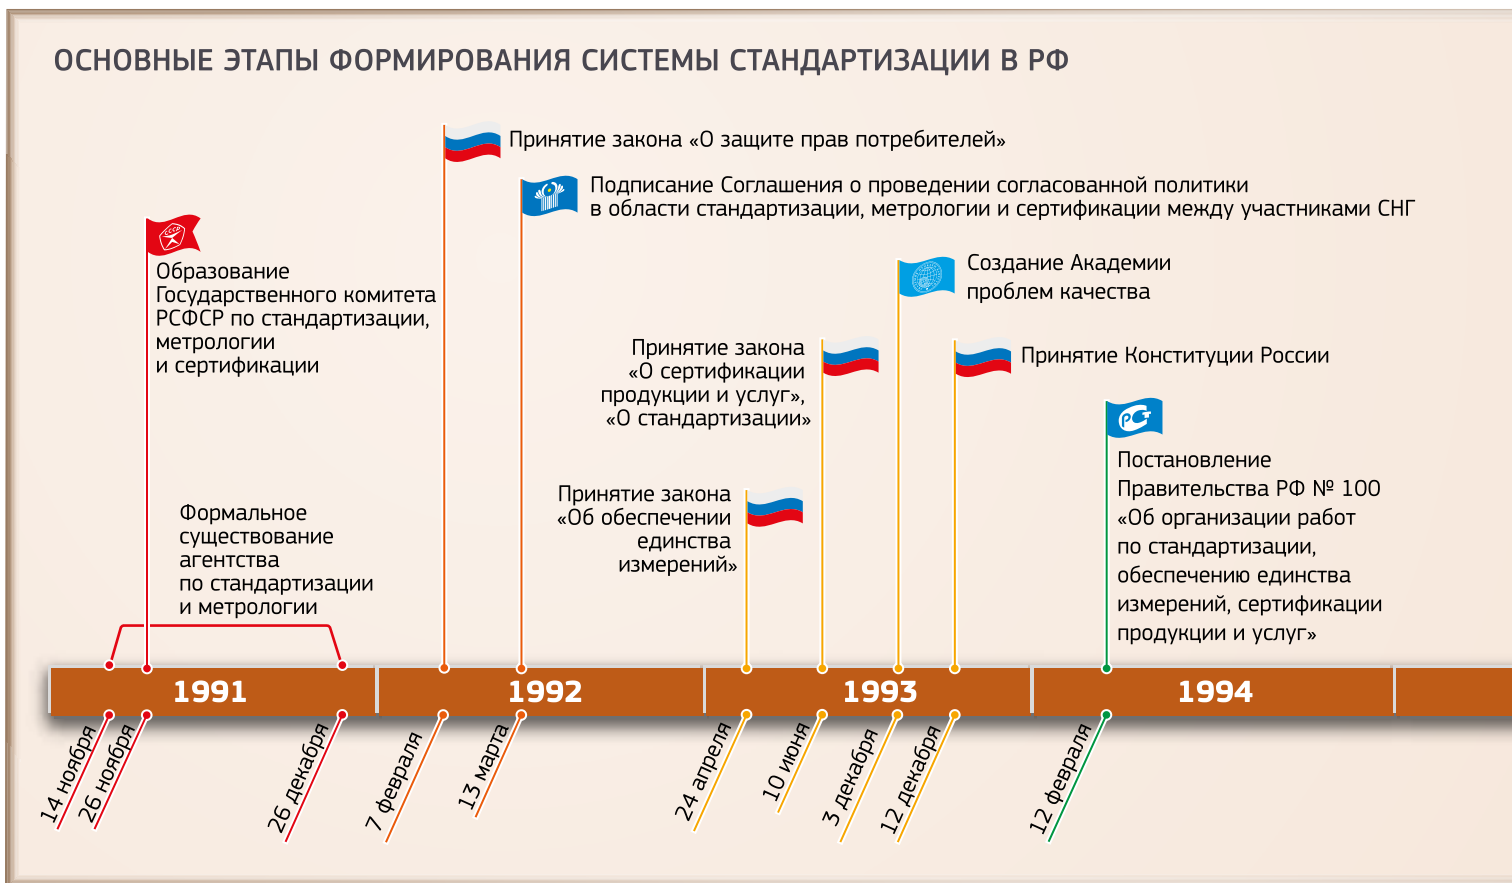 ОСНОВНЫЕ ЭТАПЫ ФОРМИРОВАНИЯ СИСТЕМЫ СТАНДАРТИЗАЦИИ В РФ
Принятие закона «О защите прав потребителей»
Подписание Соглашения о проведении согласованной политики
в области стандартизации, метрологии и сертификации между участниками СНГ
СССР
Образование
Государственного комитета
РСФСР по стандартизации,
метрологии
и сертификации
Создание Академии
проблем качества
Принятие закона
«О сертификации
продукции и услуг»,
«О стандартизации»
Принятие Конституции России
Принятие закона
«Об обеспечении
единства
измерений»
Постановление
Правительства РФ № 100
«Об организации работ
по стандартизации,
обеспечению единства
измерений, сертификации
продукции и услуг»
Формальное
существование
агентства
по стандартизации
и метрологии
1991
1992
1993
1994
14 ноября
26 ноября
26 декабря
7 февраля
13 марта
24 апреля
10 июня
3 декабря
12 декабря
12 февраля